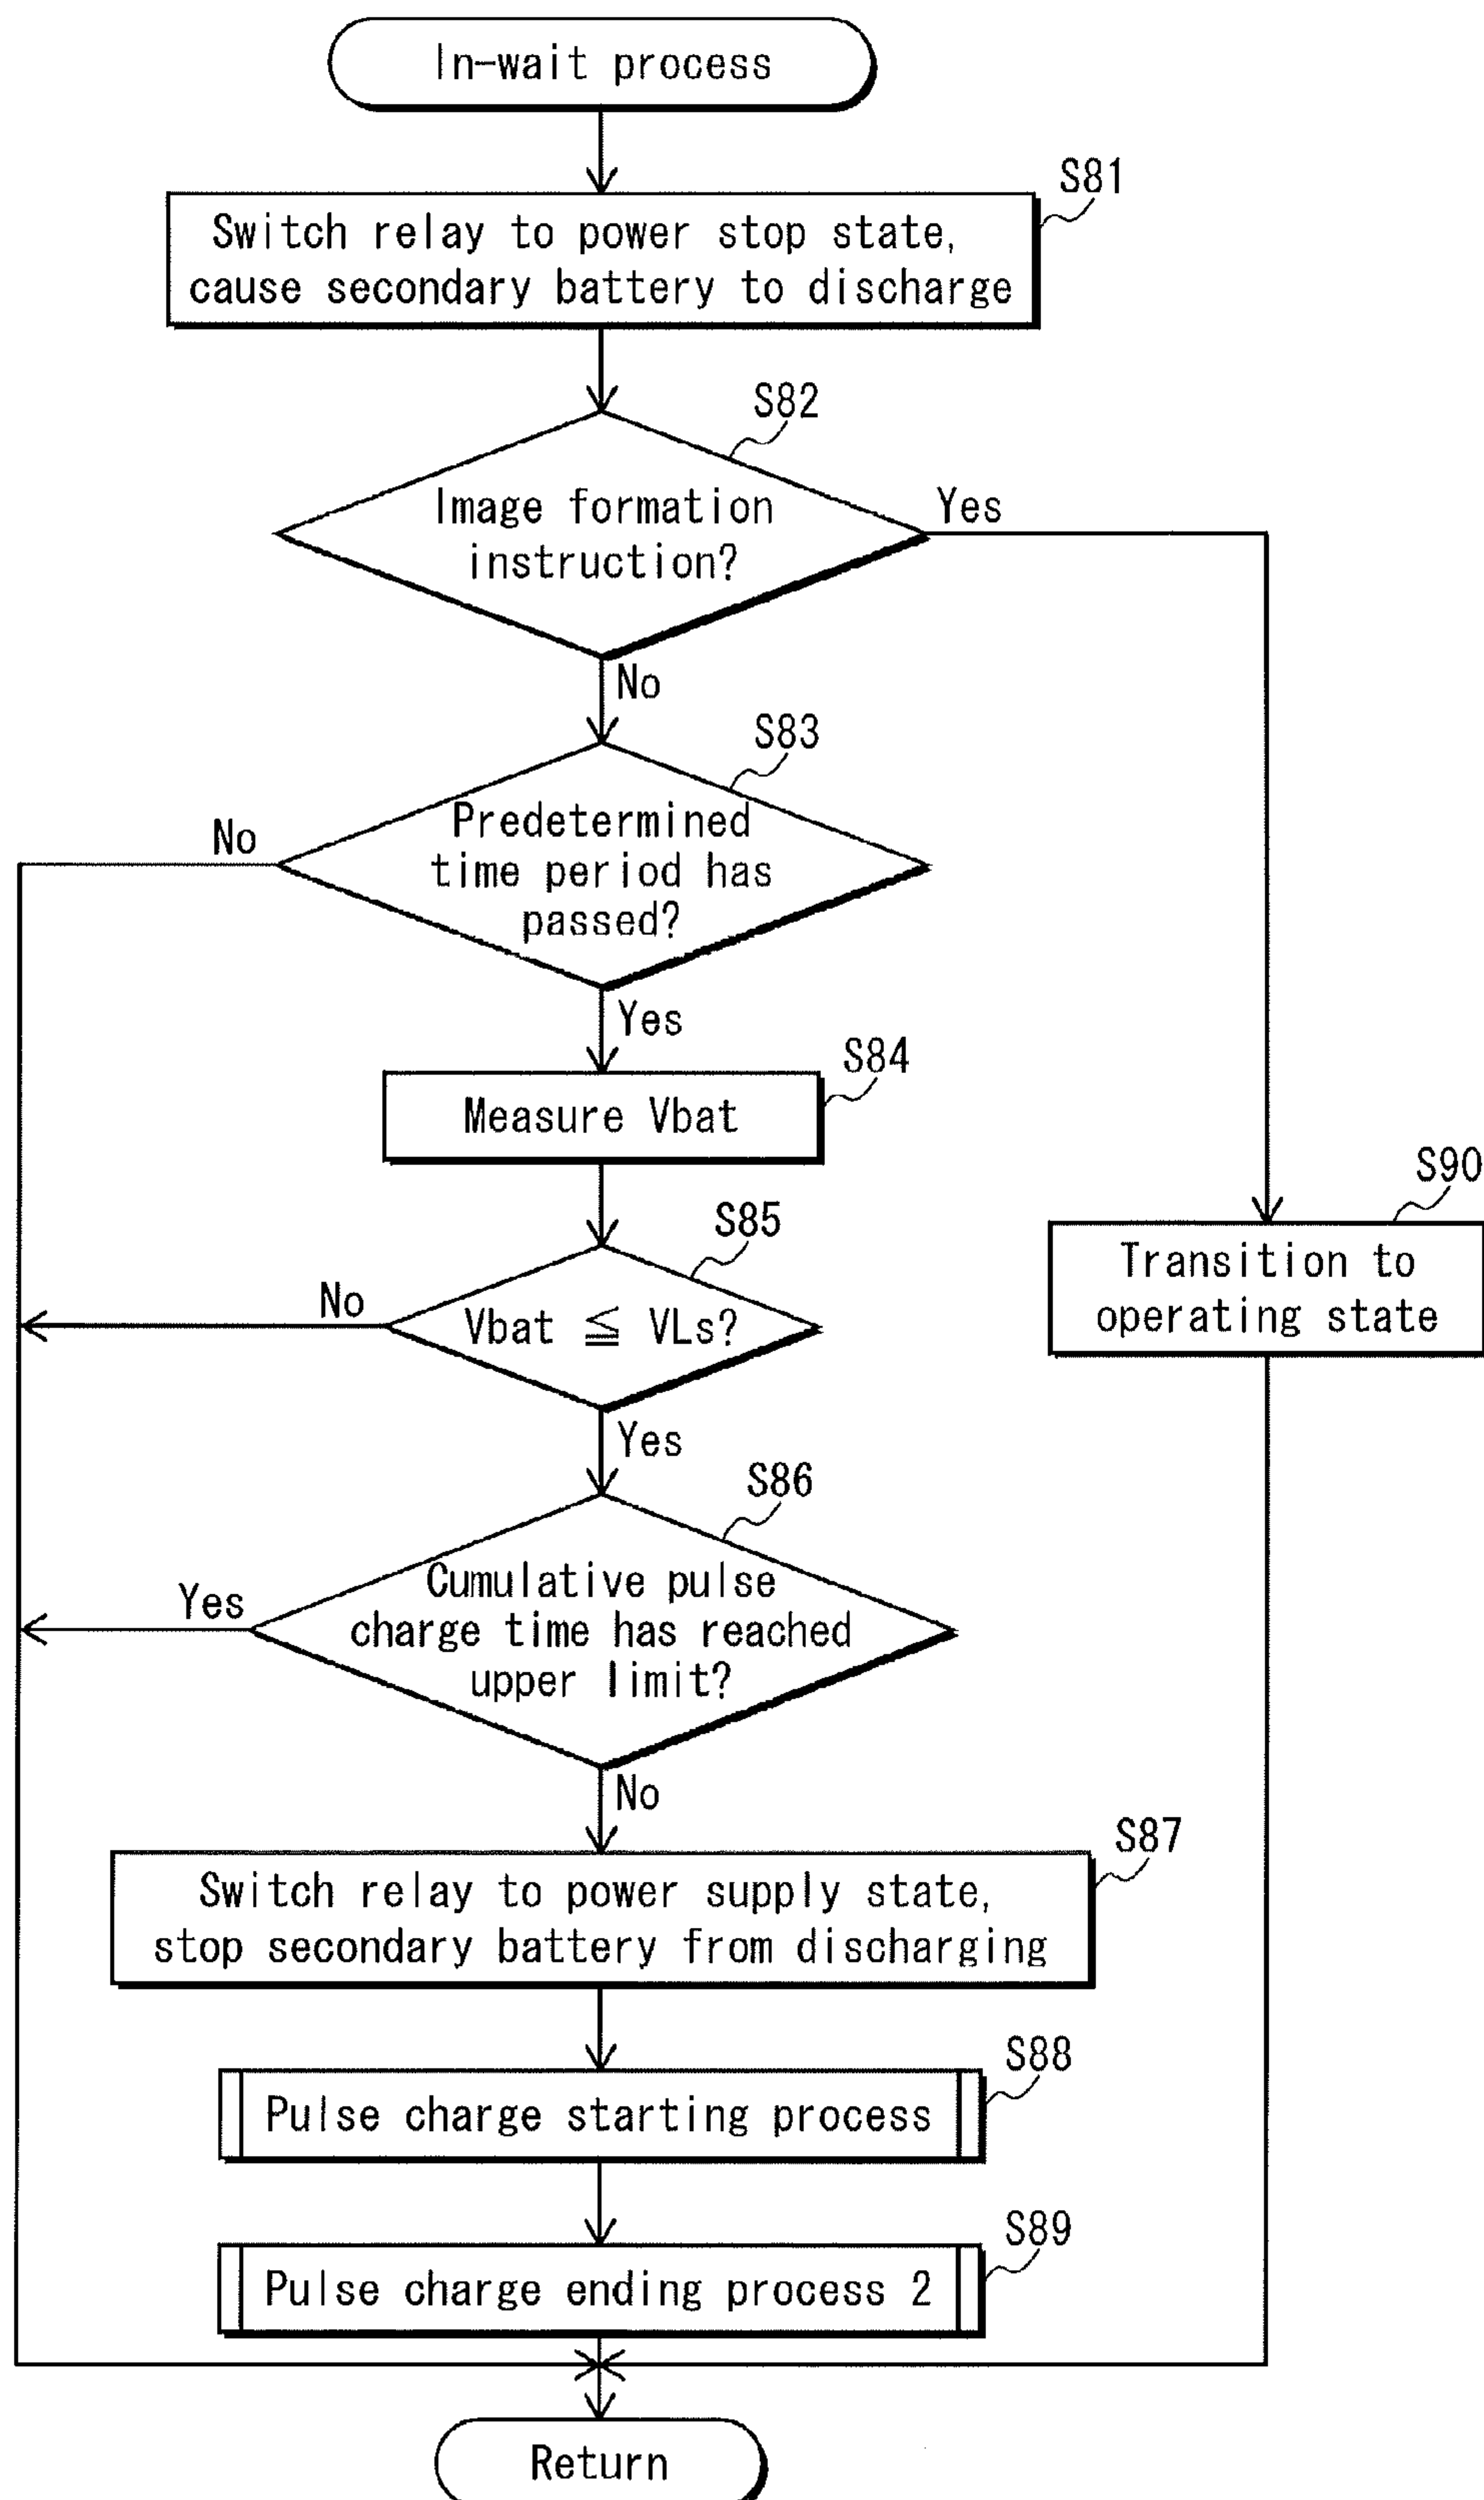 In-wait process
S81
Switch relay to power stop state,
cause secondary battery to discharge
S82
Image formation
instruction?
Yes
No
S83
Predetermined
time period has
passed?
No
Yes
S84
Measure Vbat
S85
Vbat ≦ VLs?
No
Yes
S90
Transition to
operating state
S86
Cumulative pulse
charge time has reached
upper limit?
Yes
No
S87
Switch relay to power supply state,
stop secondary battery from discharging
S88
Pulse charge starting process
S89
Pulse charge ending process 2
Return